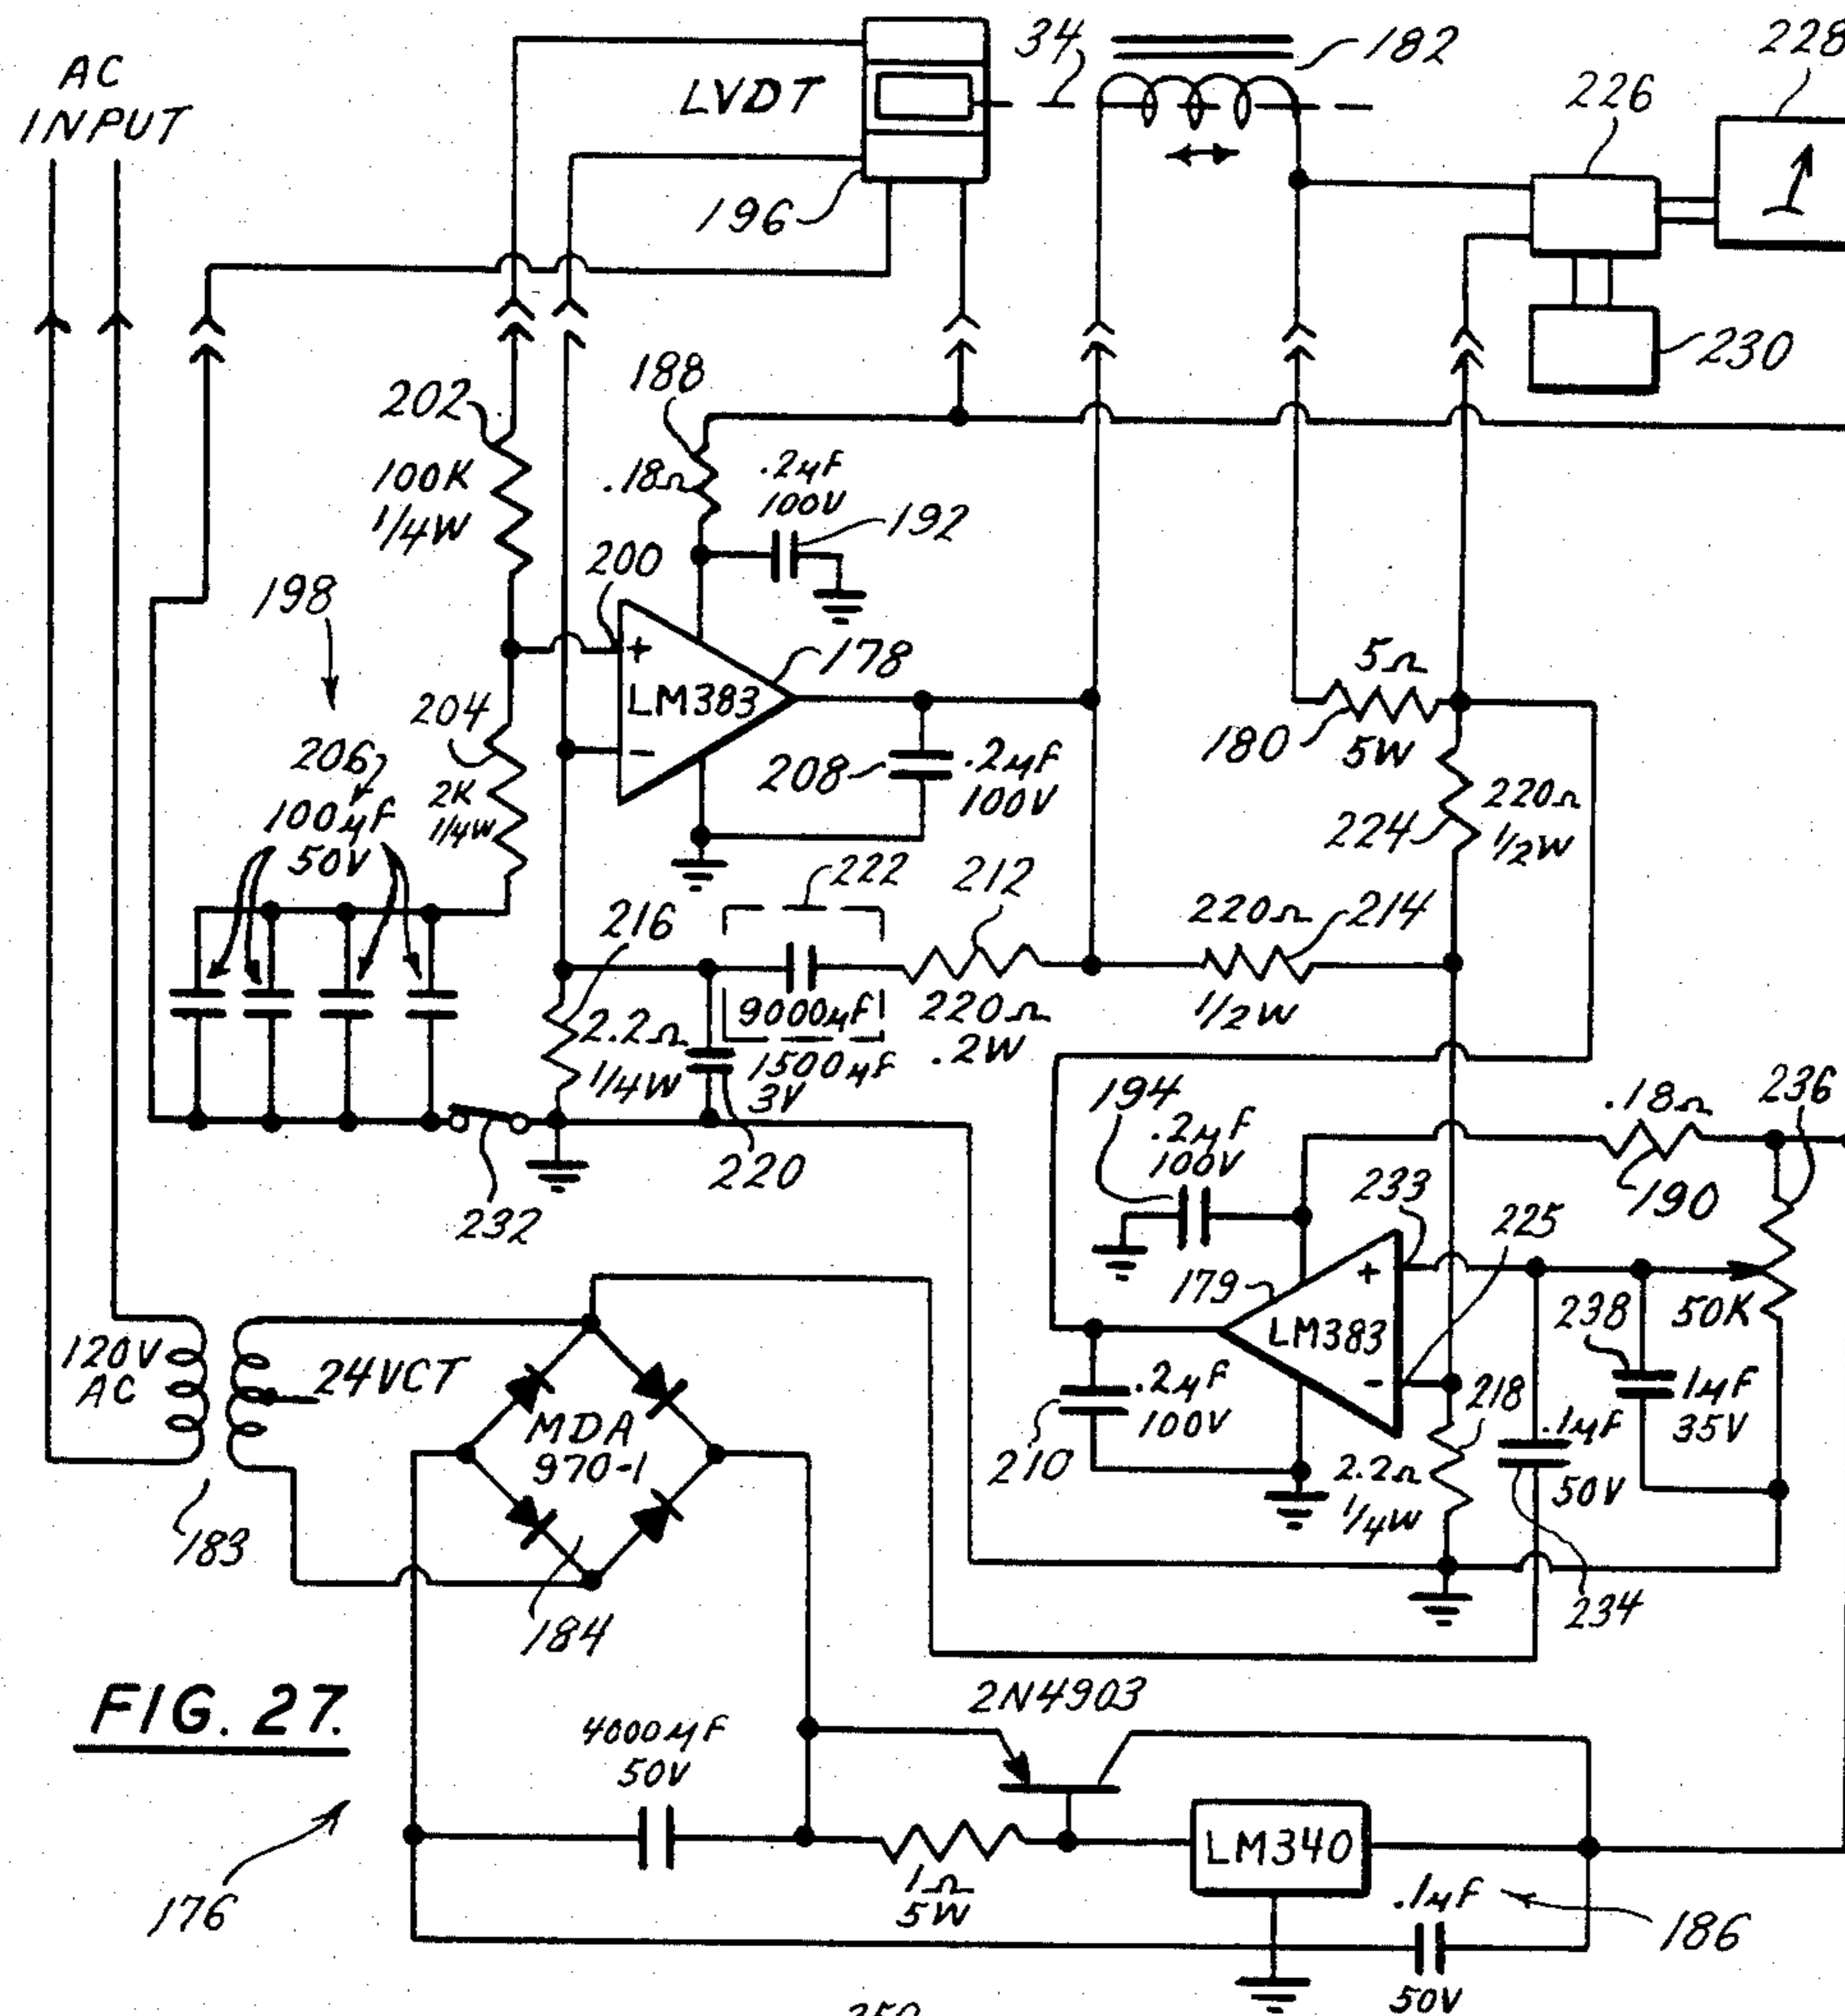 AC
INPUT
LVDT
34
182
228
226
196
230
202
100K
1/4W
188
.18Ω
.2µF
100V
192
200
198
+
LM383
-
178
204
2K
1/4W
206
100µF
50V
208
.2µF
100V
5Ω
180
5W
224
220Ω
1/2W
222
212
220Ω
214
1/2W
216
2.2Ω
1/4W
9000µF
220Ω
.2W
1500µF
3V
220
232
194
.2µF
100V
.18Ω
236
190
233
225
179
+
LM383
-
238
50K
1µF
35V
218
.1µF
50V
.2µF
100V
210
2.2Ω
1/4W
234
120V
AC
24VCT
MDA
970-1
183
184
FIG. 27.
2N4903
4000µF
50V
LM340
1Ω
5W
.1µF
186
50V
176